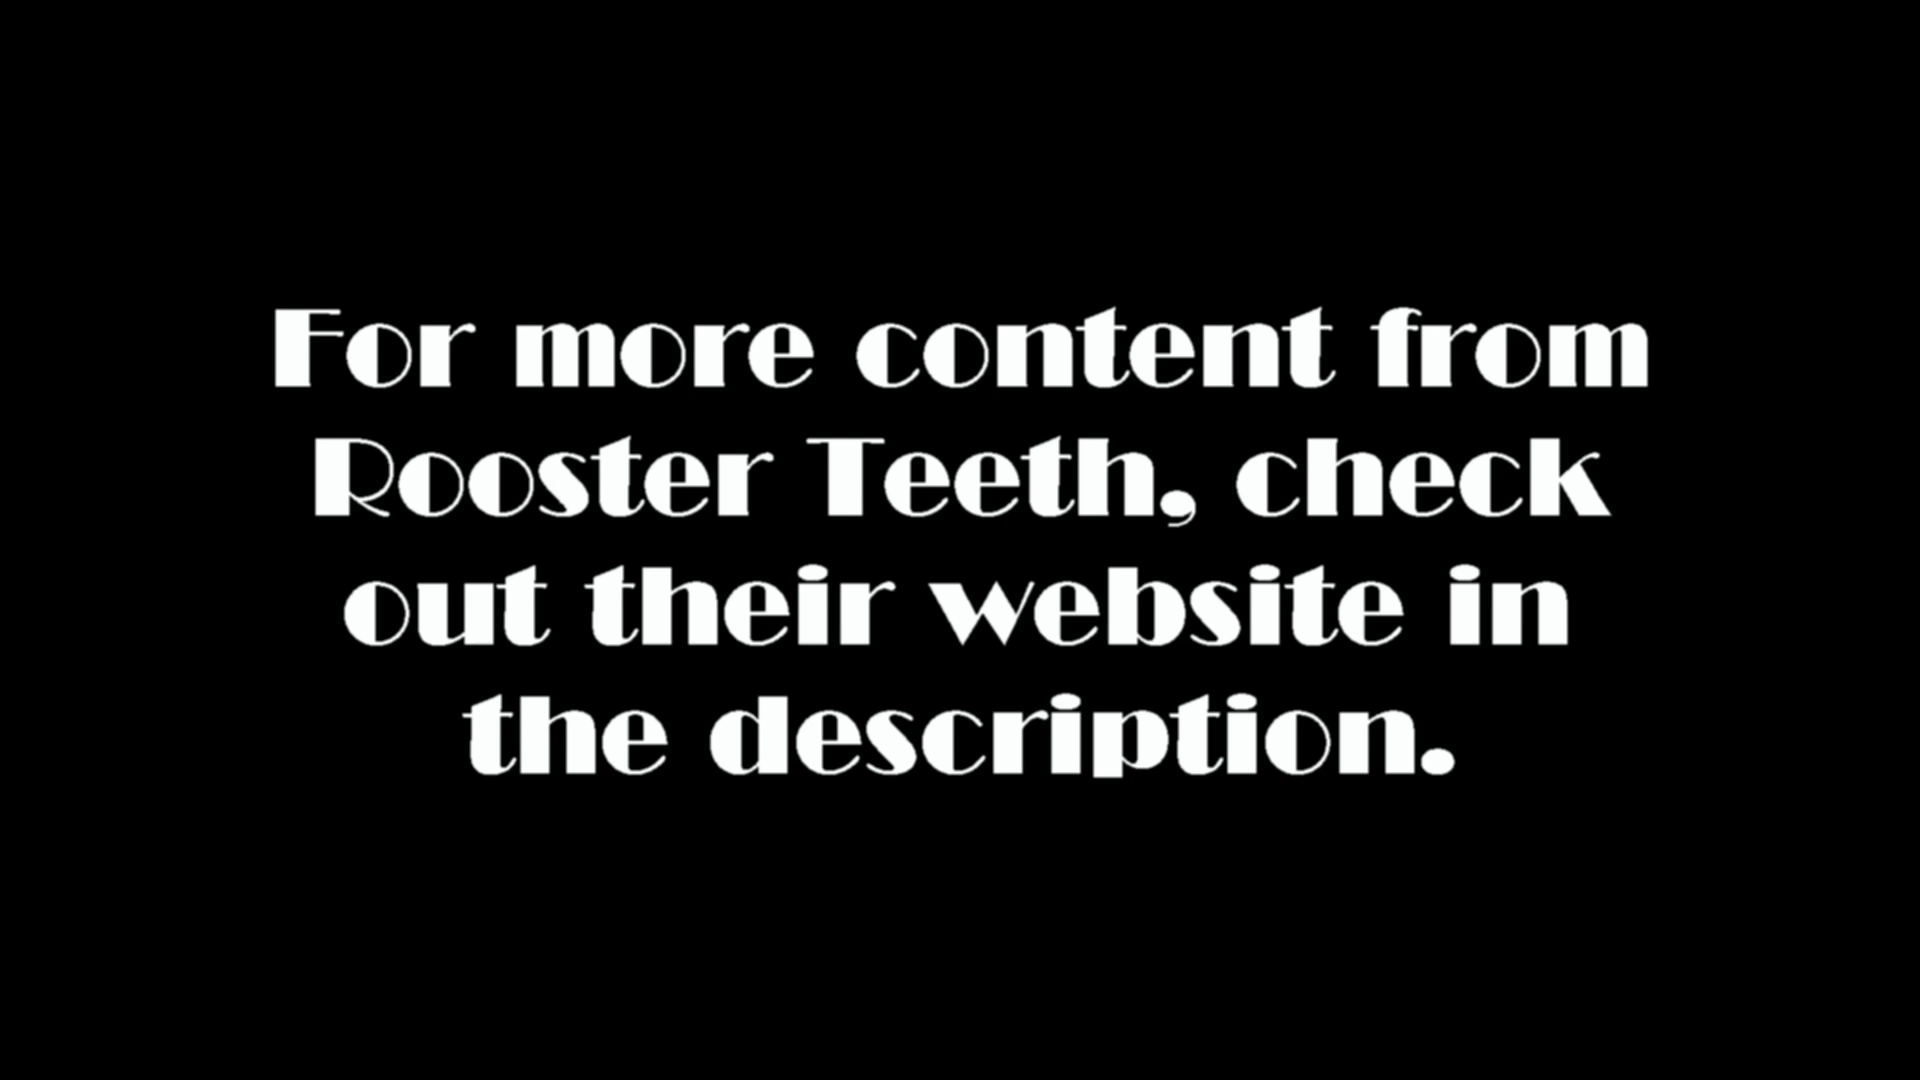 For more content from
Rooster Teeth, check
out their website in
the description.